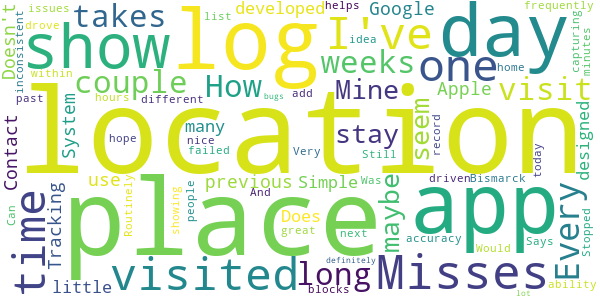 location
place
app
log
day
show
Misses
visited
time
I've
one
Every
long
visit
couple
takes
weeks
How
Mine
stay
seem
maybe
Tracking
System
Contact
Doesn't
developed
Google
Apple
designed
previous
Simple
use
Does
little
many
blocks
ability
accuracy
Routinely
inconsistent
issues
drove
list
within
past
hours
different
helps
idea
home
add
nice
failed
record
hope
frequently
capturing
minutes
today
driven
Bismarck
Very
Still
Was
And
great
next
people
showing
Can
bugs
Says
Would
Stopped
definitely
lot